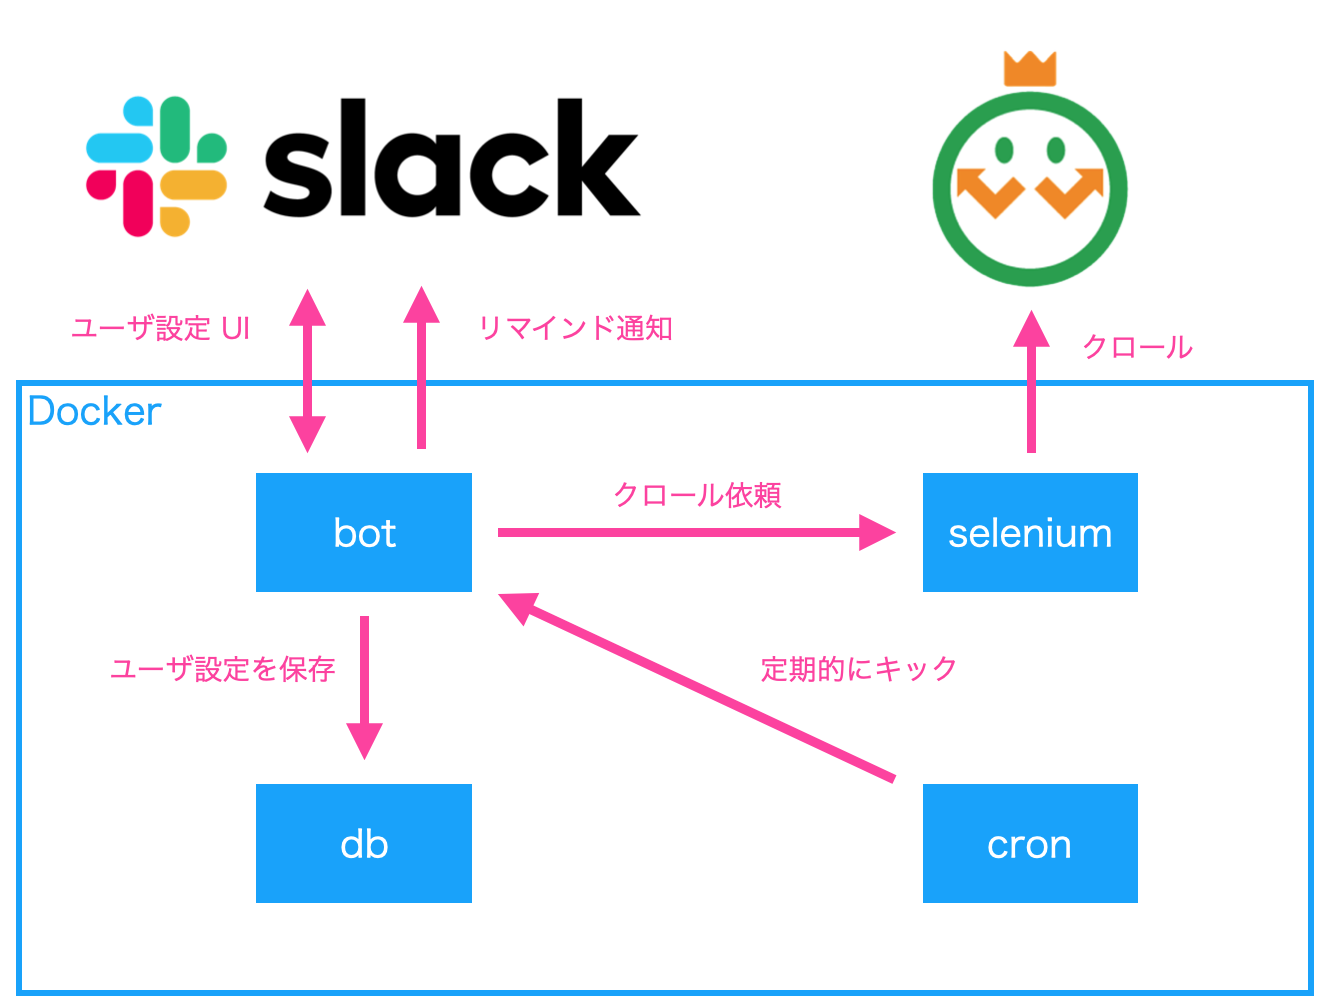 slack
ユーザ設定 UI
リマインド通知
クロール
Docker
bot
クロール依頼
selenium
ユーザ設定を保存
定期的にキック
db
cron